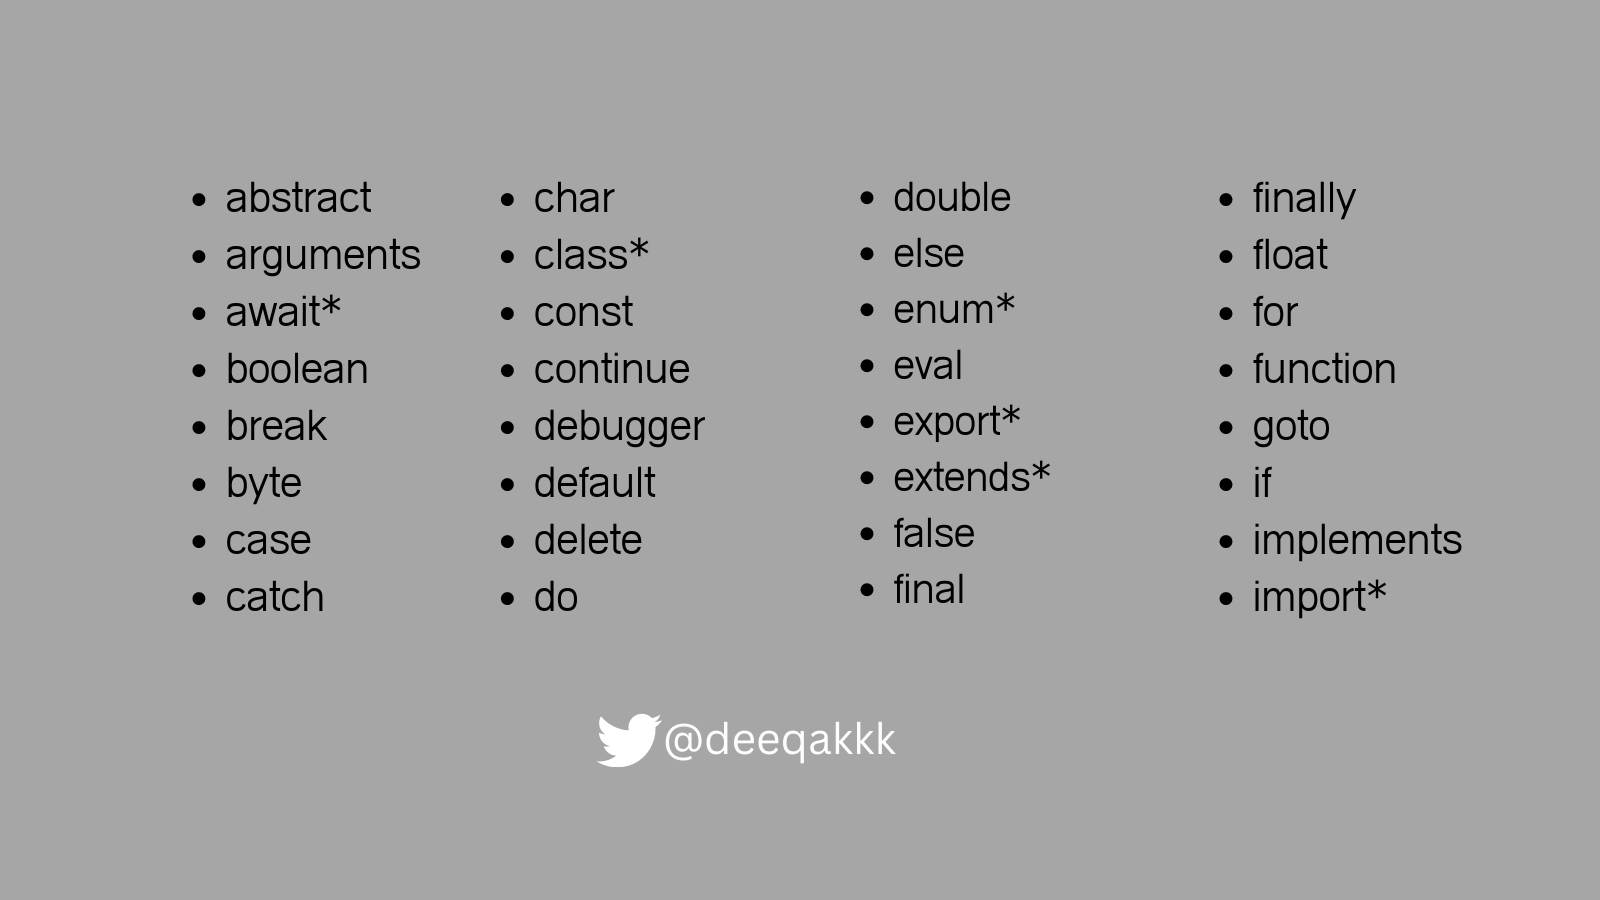 • abstract
• arguments
• await*
• boolean
• break
• byte
• case
• catch
• char
• class*
• const
• continue
• debugger
• default
• delete
• do
• double
• else
• enum*
• eval
• export*
• extends*
• false
• final
• finally
• float
• for
• function
• goto
• if
• implements
• import*
@deeqakkk